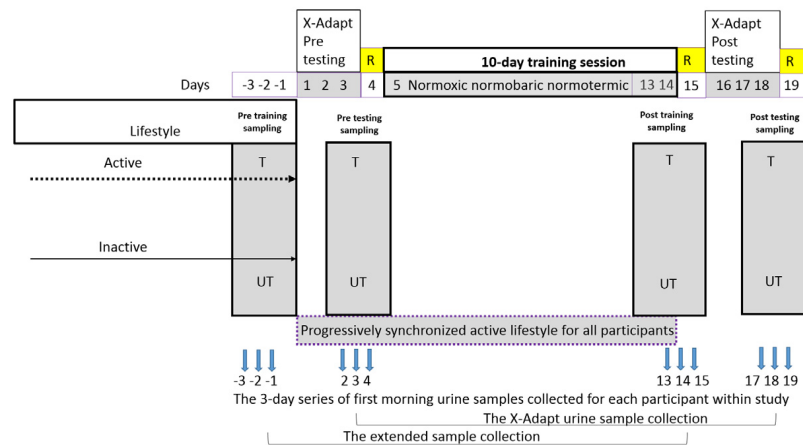 X-Adapt
Pre
testing
R
10-day training session
R
X-Adapt
Post
testing
R
Days
-3 -2 -1
1 2 3
4
5 Normoxic normobaric normotermic 13 14
15
16 17 18
19
Lifestyle
Pre training
sampling
Pre testing
sampling
Post training
sampling
Post testing
sampling
Active
T
T
T
T
Inactive
UT
UT
UT
UT
Progressively synchronized active lifestyle for all participants
-3 -2 -1
2 3 4
13 14 15
17 18 19
The 3-day series of first morning urine samples collected for each participant within study
The X-Adapt urine sample collection
The extended sample collection